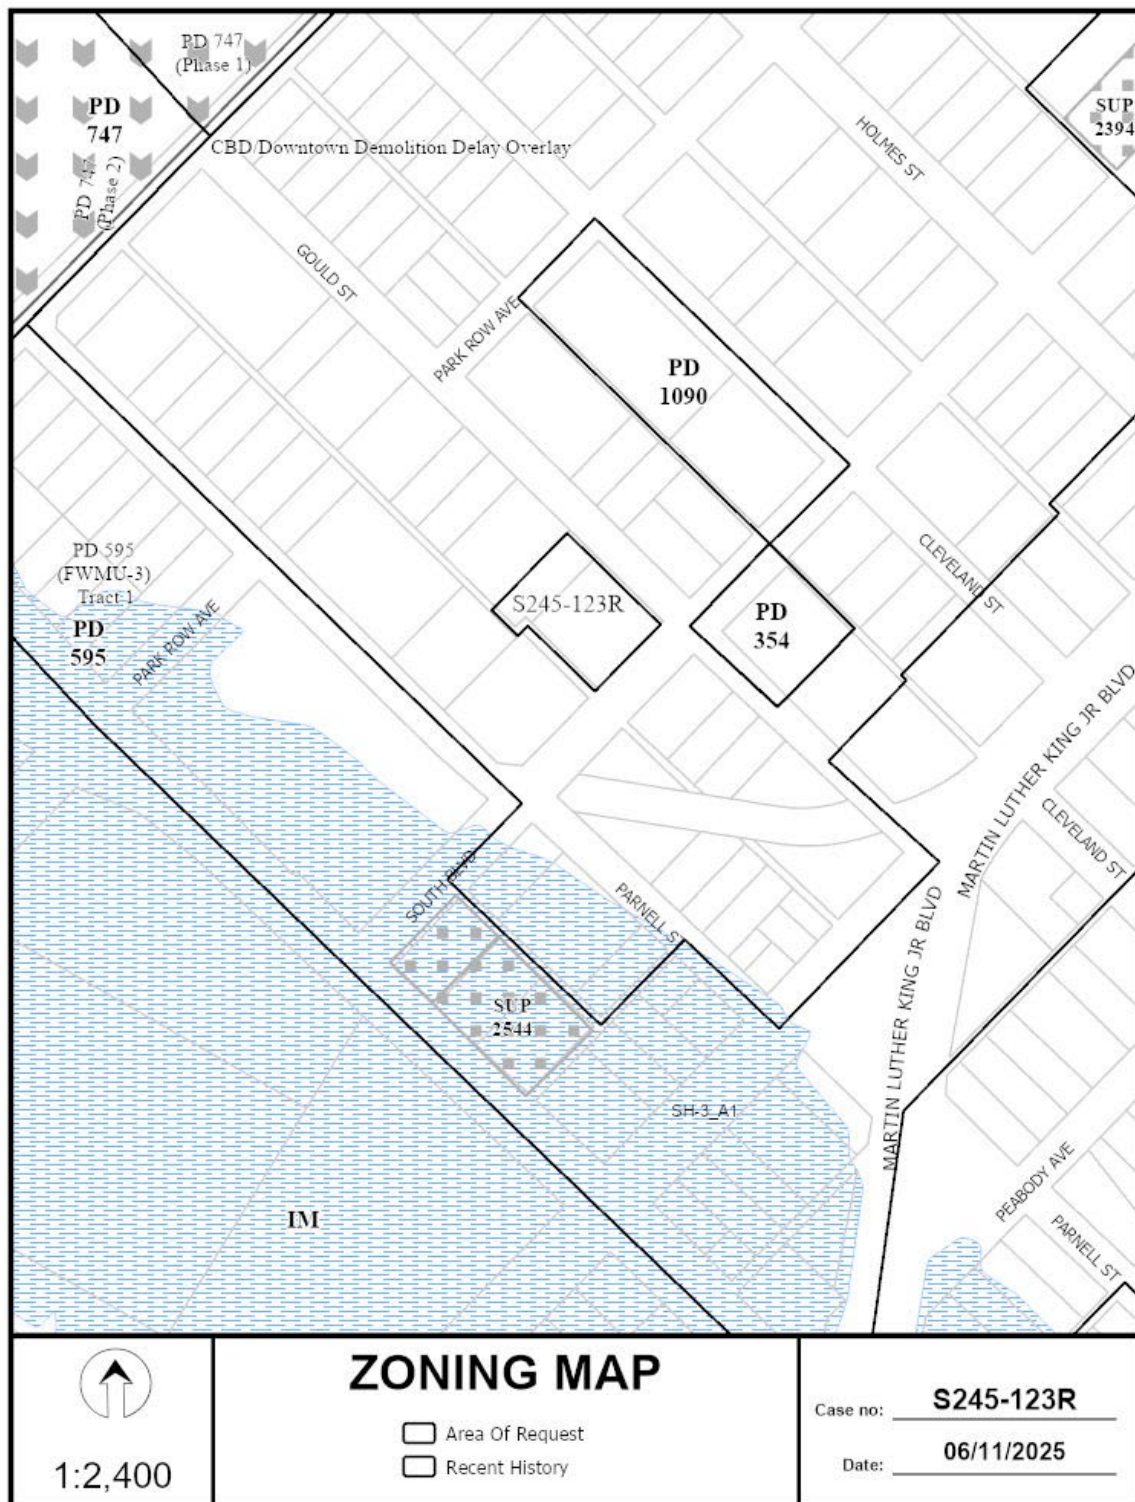 PD 747
(Phase 1)
PD
747
PD 747
(Phase 2)
CBD/Downtown Demolition Delay Overlay
HOLMES ST
SUP
2394
GOULD ST
PARK ROW AVE
PD
1090
CLEVELAND ST
PD 595
(FWMU-3)
Tract 1
PD
595
PARK ROW AVE
S245-123R
PD
354
MARTIN LUTHER KING JR BLVD
CLEVELAND ST
SOUTH BLVD
PARNELL ST
MARTIN LUTHER KING JR BLVD
SUP
2544
SH-3_A1
PEABODY AVE
PARNELL ST
IM
1:2,400
ZONING MAP
Area Of Request
Recent History
Case no: S245-123R
Date: 06/11/2025